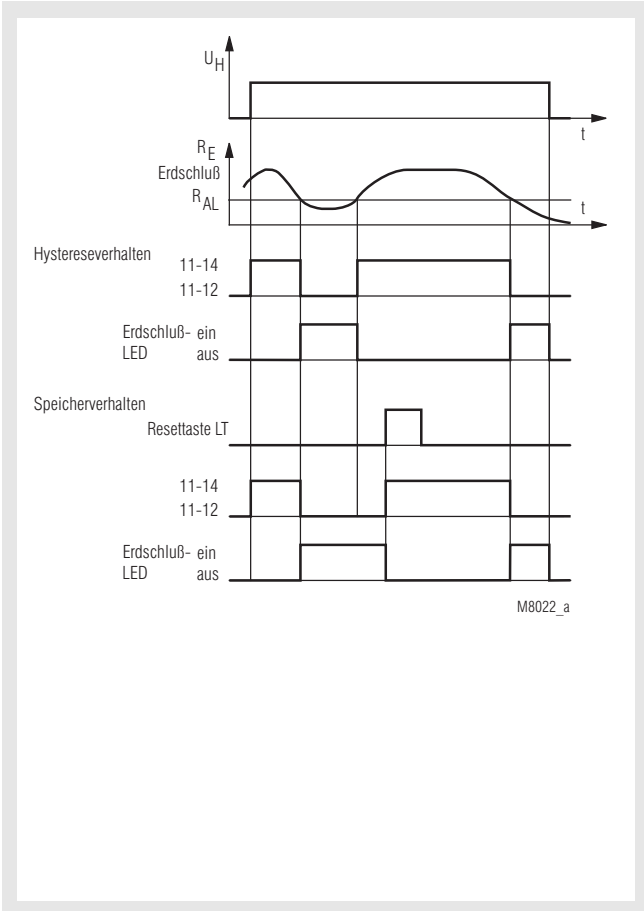 U_H
t
R_E
Erdschluß
R_AL
t
Hystereseverhalten
11-14
11-12
Erdschluß- ein
LED aus
Speicherverhalten
Resettaste LT
11-14
11-12
Erdschluß- ein
LED aus
M8022_a